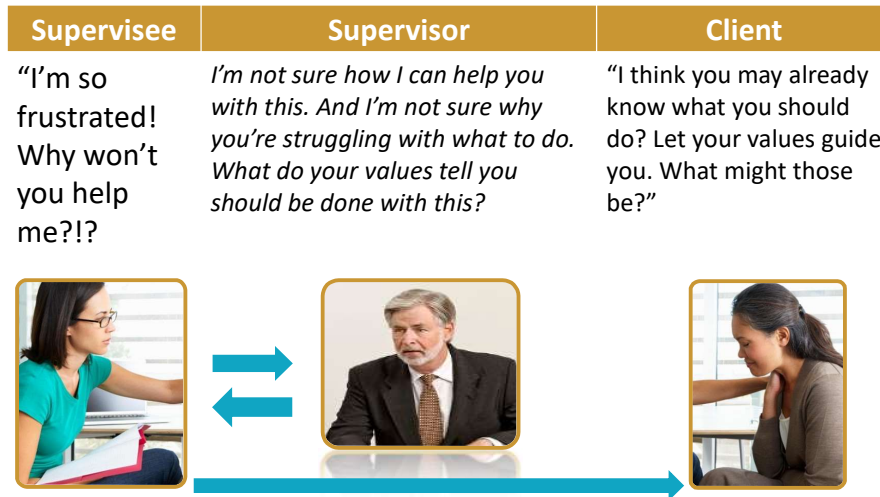 Supervisee
Supervisor
Client
“I’m so
frustrated!
Why won’t
you help
me?!?
I’m not sure how I can help you
with this. And I’m not sure why
you’re struggling with what to do.
What do your values tell you
should be done with this?
“I think you may already
know what you should
do? Let your values guide
you. What might those
be?”